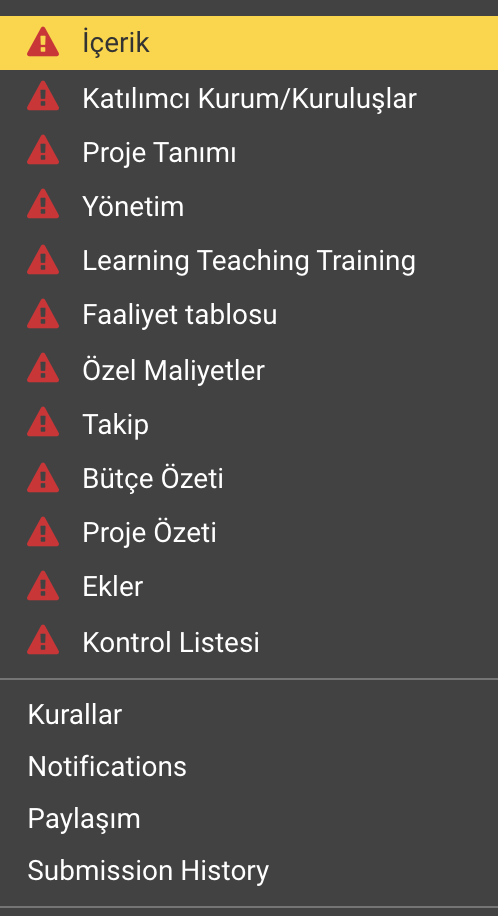 İçerik
Katılımcı Kurum/Kuruluşlar
Proje Tanımı
Yönetim
Learning Teaching Training
Faaliyet tablosu
Özel Maliyetler
Takip
Bütçe Özeti
Proje Özeti
Ekler
Kontrol Listesi
Kurallar
Notifications
Paylaşım
Submission History